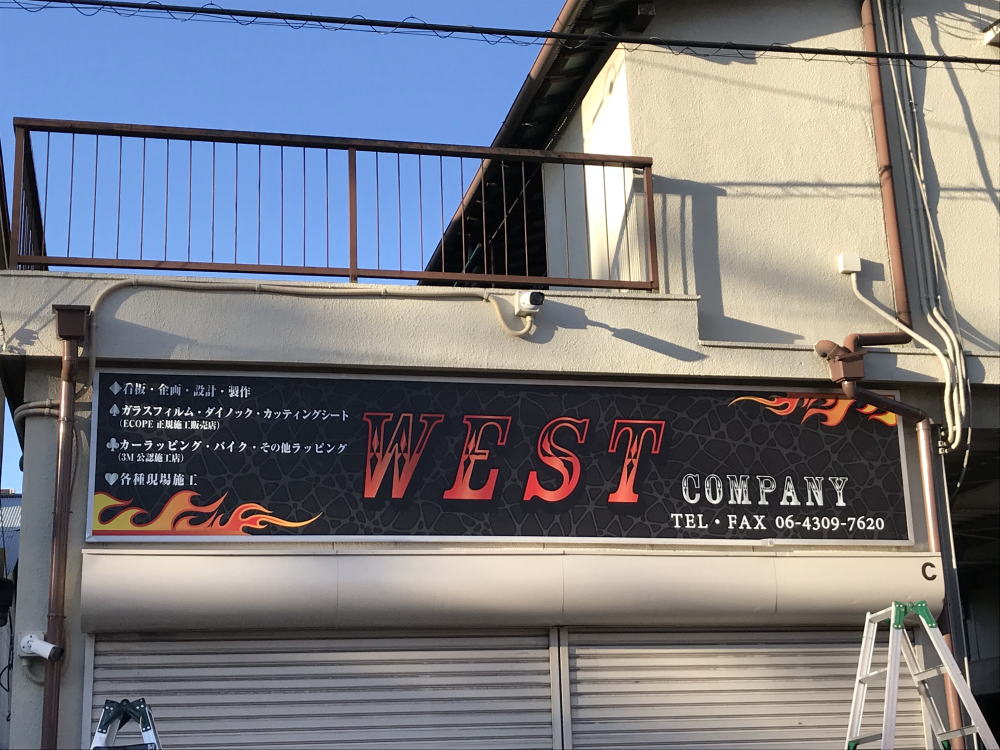 ♦看板・企画・設計・製作
♠ガラスフィルム・ダイノック・カッティングシート
(ECOPE 正規施工販売店)
♣カーラッピング・バイク・その他ラッピング
(3M 公認施工店)
♥各種現場施工
WEST
COMPANY
TEL・FAX 06-4309-7620
C